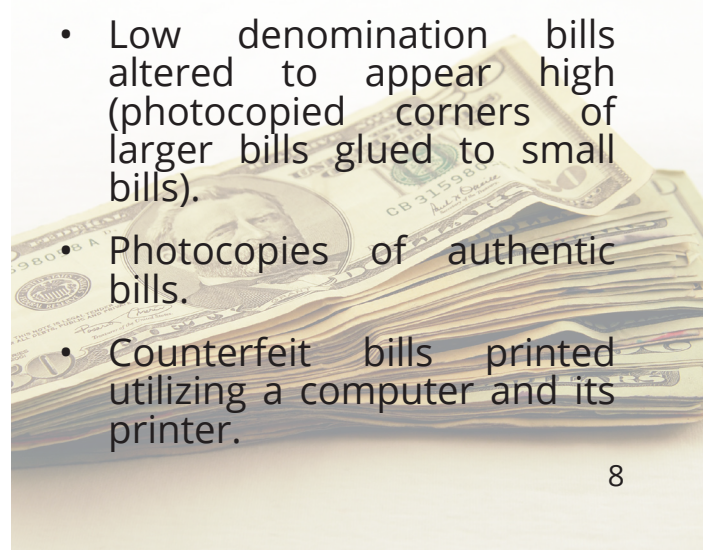 • Low denomination bills
altered to appear high
(photocopied corners of
larger bills glued to small
bills).
• Photocopies of authentic
bills.
• Counterfeit bills printed
utilizing a computer and its
printer.
8